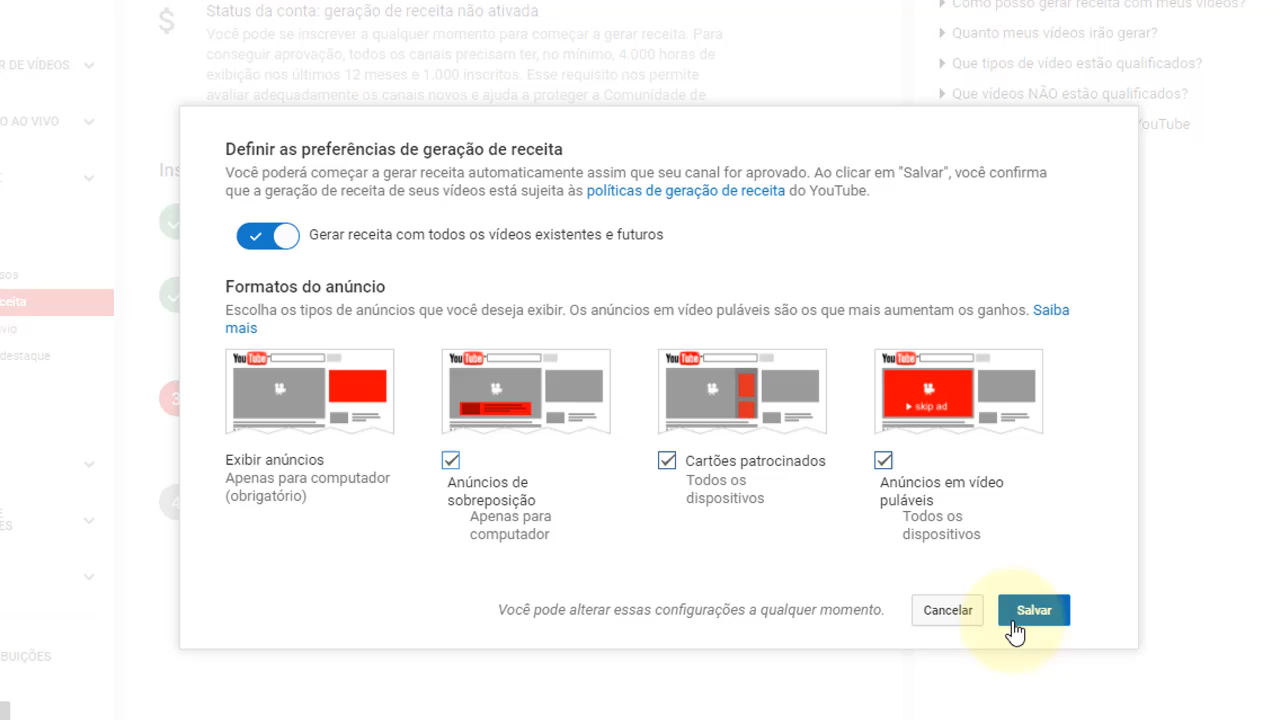 Status da conta: geração de receita não ativada
Você pode se inscrever a qualquer momento para começar a gerar receita. Para
conseguir aprovação, todos os canais precisam ter, no mínimo, 4.000 horas de
exibição nos últimos 12 meses e 1.000 inscritos. Esse requisito nos permite
avaliar adequadamente os canais novos e ajuda a proteger a Comunidade de
Como posso gerar receita com meus vídeos?
Quanto meus vídeos irão gerar?
Que tipos de vídeo estão qualificados?
Que vídeos NÃO estão qualificados?
YouTube
R DE VÍDEOS
O AO VIVO
Ins
sos
ceita
vio
destaque
3
4
E
ES
BUIÇÕES
Definir as preferências de geração de receita
Você poderá começar a gerar receita automaticamente assim que seu canal for aprovado. Ao clicar em "Salvar", você confirma
que a geração de receita de seus vídeos está sujeita às políticas de geração de receita do YouTube.
Gerar receita com todos os vídeos existentes e futuros
Formatos do anúncio
Escolha os tipos de anúncios que você deseja exibir. Os anúncios em vídeo puláveis são os que mais aumentam os ganhos. Saiba
mais
YouTube
YouTube
YouTube
YouTube
skip ad
Exibir anúncios
Apenas para computador
(obrigatório)
Anúncios de
sobreposição
Apenas para
computador
Cartões patrocinados
Todos os
dispositivos
Anúncios em vídeo
puláveis
Todos os
dispositivos
Você pode alterar essas configurações a qualquer momento.
Cancelar
Salvar